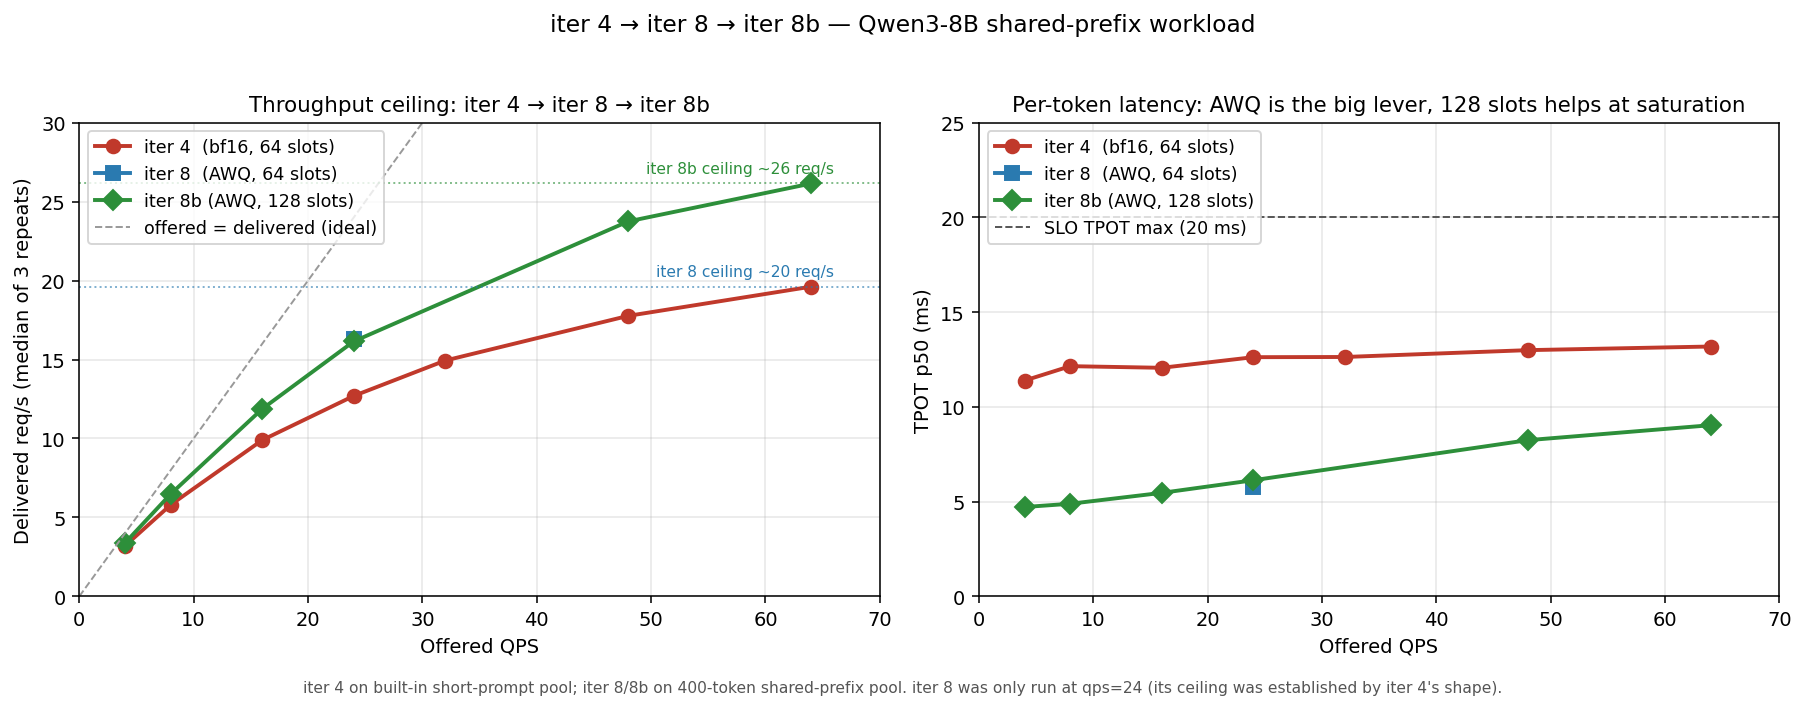 iter 4 → iter 8 → iter 8b — Qwen3-8B shared-prefix workload
Throughput ceiling: iter 4 → iter 8 → iter 8b
30
25
20
15
10
5
0
Delivered req/s (median of 3 repeats)
iter 4 (bf16, 64 slots)
iter 8 (AWQ, 64 slots)
iter 8b (AWQ, 128 slots)
offered = delivered (ideal)
iter 8b ceiling ~26 req/s
iter 8 ceiling ~20 req/s
0 10 20 30 40 50 60 70
Offered QPS
Per-token latency: AWQ is the big lever, 128 slots helps at saturation
25
20
15
10
5
0
TPOT p50 (ms)
iter 4 (bf16, 64 slots)
iter 8 (AWQ, 64 slots)
iter 8b (AWQ, 128 slots)
SLO TPOT max (20 ms)
0 10 20 30 40 50 60 70
Offered QPS
iter 4 on built-in short-prompt pool; iter 8/8b on 400-token shared-prefix pool. iter 8 was only run at qps=24 (its ceiling was established by iter 4's shape).